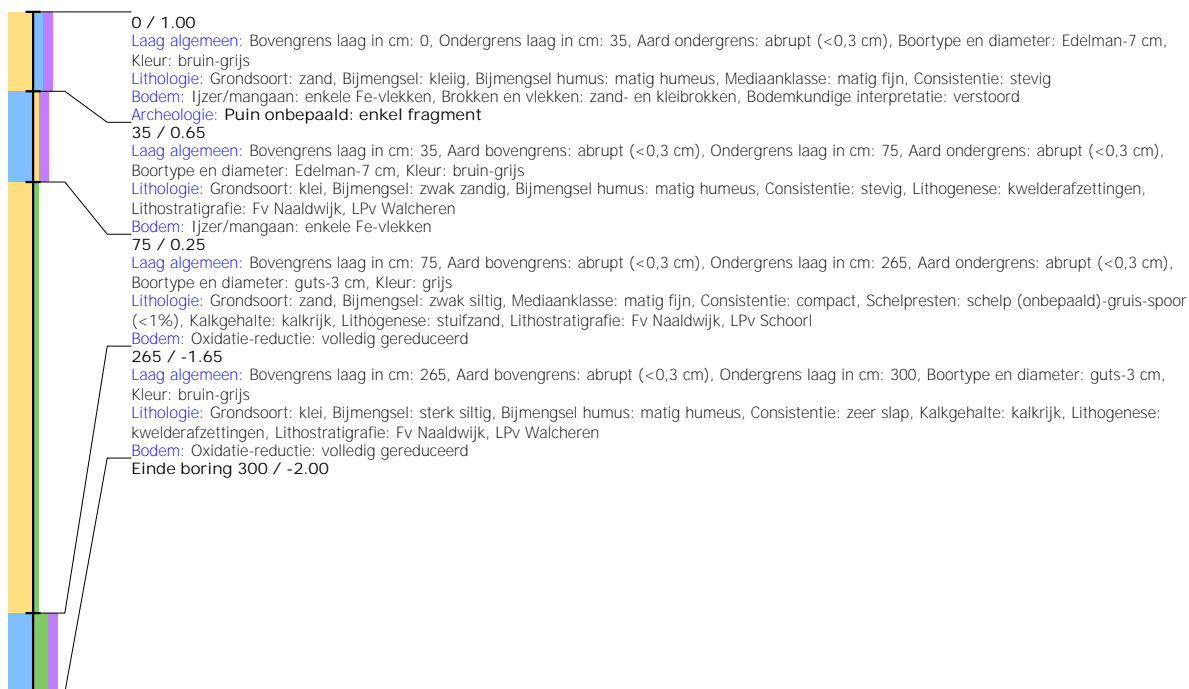 0 / 1.00
Laag algemeen: Bovengrens laag in cm: 0, Ondergrens laag in cm: 35, Aard ondergrens: abrupt (<0,3 cm), Boortype en diameter: Edelman-7 cm,
Kleur: bruin-grijs
Lithologie: Grondsoort: zand, Bijmengsel: kleiig, Bijmengsel humus: matig humeus, Mediaanklasse: matig fijn, Consistentie: stevig
Bodem: Ijzer/mangaan: enkele Fe-vlekken, Brokken en vlekken: zand- en kleibrokken, Bodemkundige interpretatie: verstoord
Archeologie: Puin onbepaald: enkel fragment
35 / 0.65
Laag algemeen: Bovengrens laag in cm: 35, Aard bovengrens: abrupt (<0,3 cm), Ondergrens laag in cm: 75, Aard ondergrens: abrupt (<0,3 cm),
Boortype en diameter: Edelman-7 cm, Kleur: bruin-grijs
Lithologie: Grondsoort: klei, Bijmengsel: zwak zandig, Bijmengsel humus: matig humeus, Consistentie: stevig, Lithogenese: kwelderafzettingen,
Lithostratigrafie: Fv Naaldwijk, LPv Walcheren
Bodem: Ijzer/mangaan: enkele Fe-vlekken
75 / 0.25
Laag algemeen: Bovengrens laag in cm: 75, Aard bovengrens: abrupt (<0,3 cm), Ondergrens laag in cm: 265, Aard ondergrens: abrupt (<0,3 cm),
Boortype en diameter: guts-3 cm, Kleur: grijs
Lithologie: Grondsoort: zand, Bijmengsel: zwak siltig, Mediaanklasse: matig fijn, Consistentie: compact, Schelpresten: schelp (onbepaald)-gruis-spoor
(<1%), Kalkgehalte: kalkrijk, Lithogenese: stuifzand, Lithostratigrafie: Fv Naaldwijk, LPv Schoorl
Bodem: Oxidatie-reductie: volledig gereduceerd
265 / -1.65
Laag algemeen: Bovengrens laag in cm: 265, Aard bovengrens: abrupt (<0,3 cm), Ondergrens laag in cm: 300, Boortype en diameter: guts-3 cm,
Kleur: bruin-grijs
Lithologie: Grondsoort: klei, Bijmengsel: sterk siltig, Bijmengsel humus: matig humeus, Consistentie: zeer slap, Kalkgehalte: kalkrijk, Lithogenese:
kwelderafzettingen, Lithostratigrafie: Fv Naaldwijk, LPv Walcheren
Bodem: Oxidatie-reductie: volledig gereduceerd
Einde boring 300 / -2.00